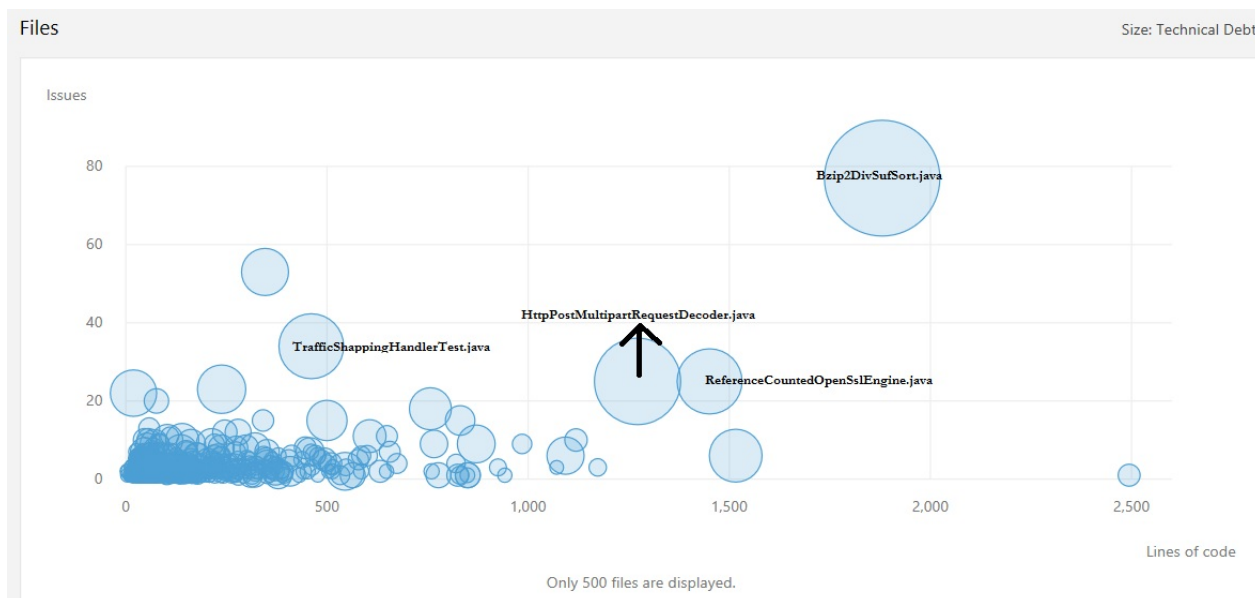 Files
Size: Technical Debt
Issues
80
Bzip2DivSufSort.java
60
40
HttpPostMultipartRequestDecoder.java
TrafficShappingHandlerTest.java
ReferenceCountedOpenSslEngine.java
20
0
0 500 1,000 1,500 2,000 2,500
Lines of code
Only 500 files are displayed.